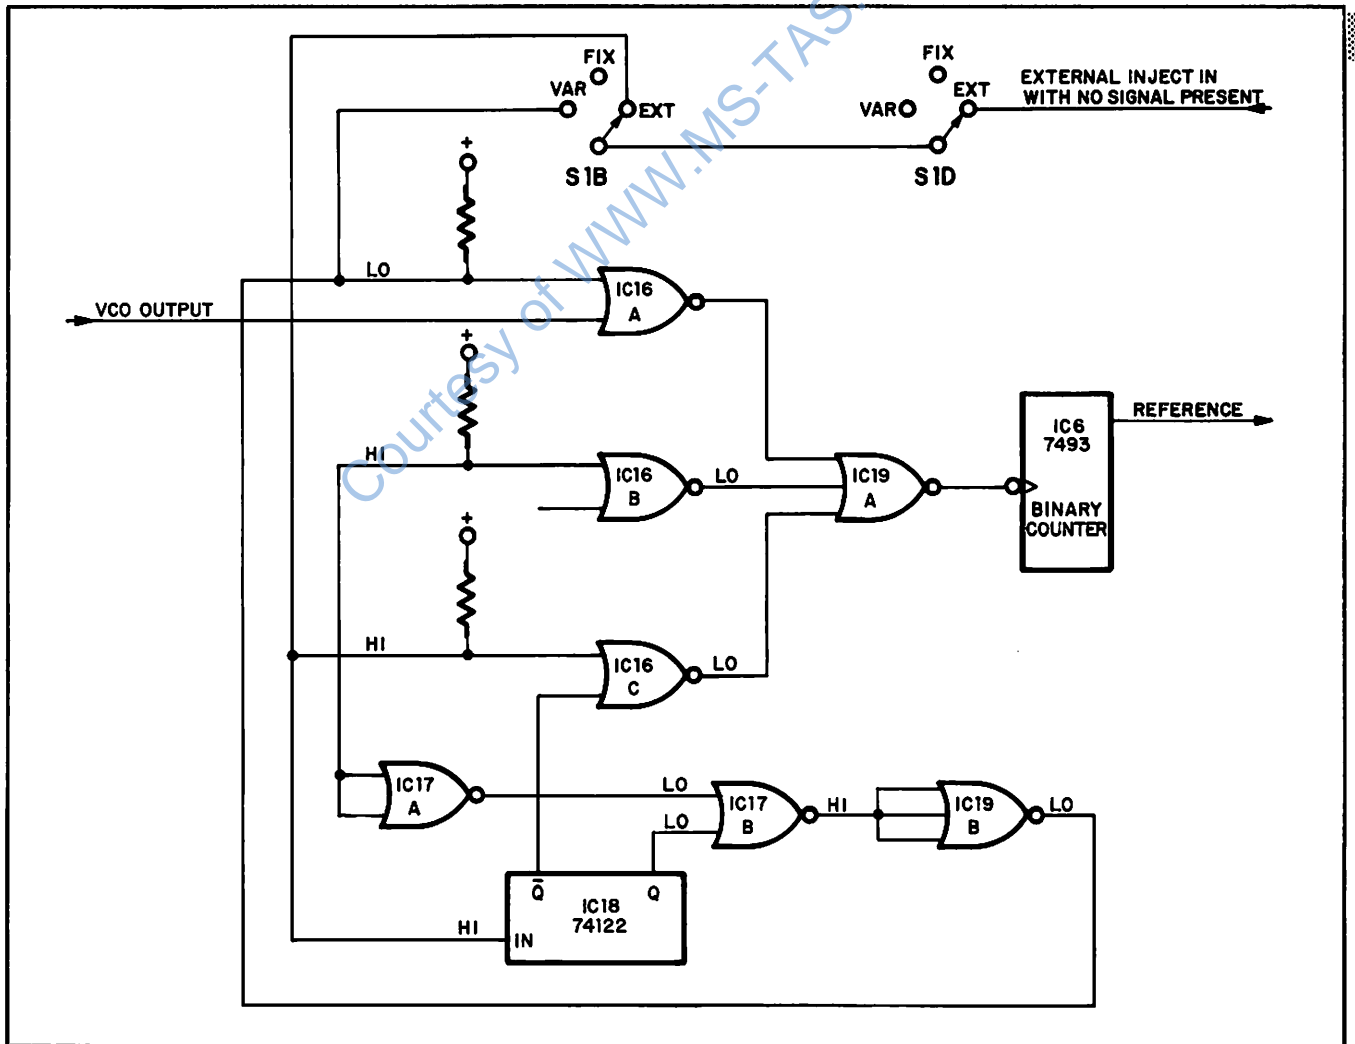 FIX
VAR
EXT
S1B
FIX
VAR
EXT
S1D
EXTERNAL INJECT IN
WITH NO SIGNAL PRESENT
+
LO
VCO OUTPUT
IC16
A
+
HI
IC16
B
LO
IC19
A
IC6
7493
BINARY
COUNTER
REFERENCE
+
HI
IC16
C
LO
IC17
A
LO
LO
IC17
B
HI
IC19
B
LO
Q̅
Q
IC18
74122
HI
IN
Courtesy of WWW.MS-TAS.